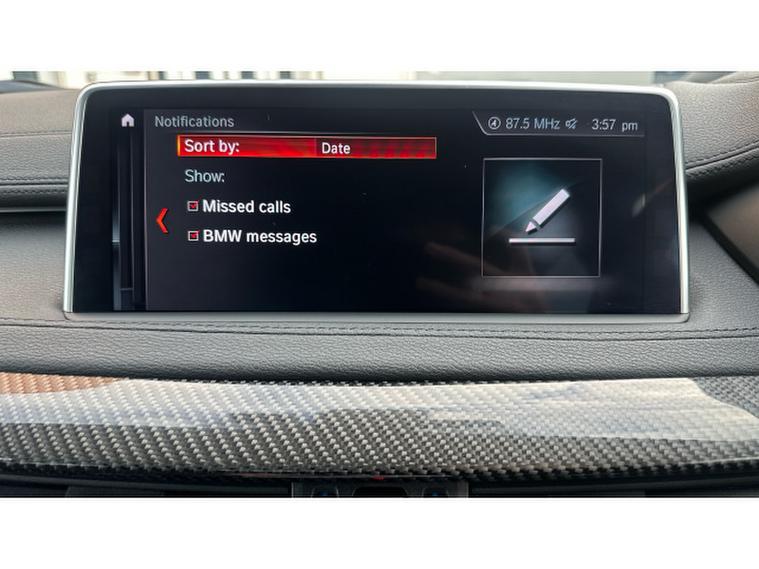 Notifications
87.5 MHz 3:57 pm
Sort by: Date
Show:
Missed calls
BMW messages